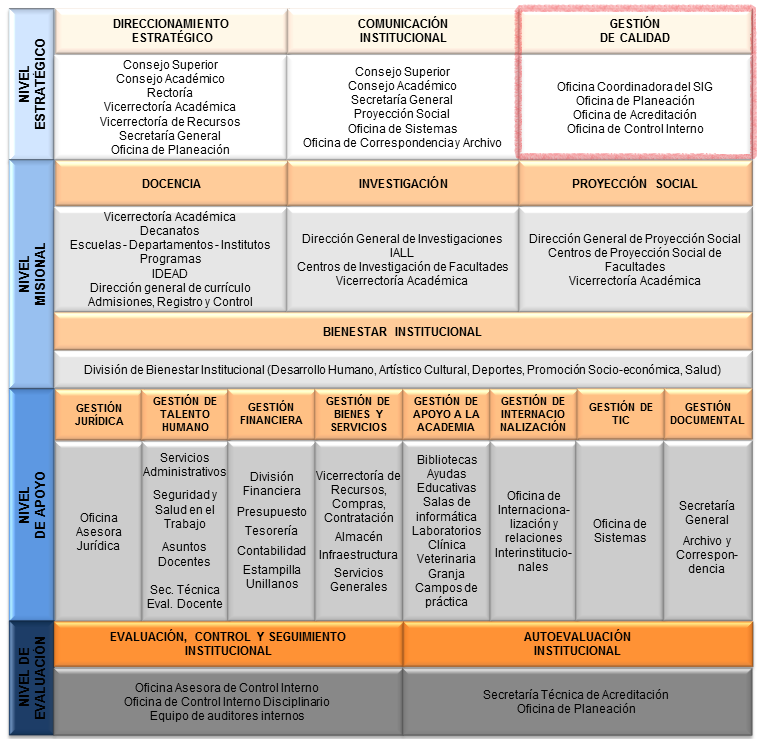 NIVEL
ESTRATÉGICO
DIRECCIONAMIENTO
ESTRATÉGICO
Consejo Superior
Consejo Académico
Rectoría
Vicerrectoría Académica
Vicerrectoría de Recursos
Secretaría General
Oficina de Planeación
COMUNICACIÓN
INSTITUCIONAL
Consejo Superior
Consejo Académico
Secretaría General
Proyección Social
Oficina de Sistemas
Oficina de Correspondencia y Archivo
GESTIÓN
DE CALIDAD
Oficina Coordinadora del SIG
Oficina de Planeación
Oficina de Acreditación
Oficina de Control Interno
NIVEL
MISIONAL
DOCENCIA
Vicerrectoría Académica
Decanatos
Escuelas - Departamentos - Institutos
Programas
IDEAD
Dirección general de currículo
Admisiones, Registro y Control
INVESTIGACIÓN
Dirección General de Investigaciones
IALL
Centros de Investigación de Facultades
Vicerrectoría Académica
PROYECCIÓN SOCIAL
Dirección General de Proyección Social
Centros de Proyección Social de
Facultades
Vicerrectoría Académica
BIENESTAR INSTITUCIONAL
División de Bienestar Institucional (Desarrollo Humano, Artístico Cultural, Deportes, Promoción Socio-económica, Salud)
NIVEL
DE APOYO
GESTIÓN
JURÍDICA
Oficina
Asesora
Jurídica
GESTIÓN DE
TALENTO
HUMANO
Servicios
Administrativos
Seguridad y
Salud en el
Trabajo
Asuntos
Docentes
Sec. Técnica
Eval. Docente
GESTIÓN
FINANCIERA
División
Financiera
Presupuesto
Tesorería
Contabilidad
Estampilla
Unillanos
GESTIÓN DE
BIENES Y
SERVICIOS
Vicerrectoría de
Recursos,
Compras,
Contratación
Almacén
Infraestructura
Servicios
Generales
GESTIÓN DE
APOYO A LA
ACADEMIA
Bibliotecas
Ayudas
Educativas
Salas de
informática
Laboratorios
Clínica
Veterinaria
Granja
Campos de
práctica
GESTIÓN DE
INTERNACIO
NALIZACIÓN
Oficina de
Internaciona-
lización y
relaciones
Interinstitucio-
nales
GESTIÓN DE
TIC
Oficina de
Sistemas
GESTIÓN
DOCUMENTAL
Secretaría
General
Archivo y
Correspon-
dencia
NIVEL DE
EVALUACIÓN
EVALUACIÓN, CONTROL Y SEGUIMIENTO
INSTITUCIONAL
Oficina Asesora de Control Interno
Oficina de Control Interno Disciplinario
Equipo de auditores internos
AUTOEVALUACIÓN
INSTITUCIONAL
Secretaría Técnica de Acreditación
Oficina de Planeación